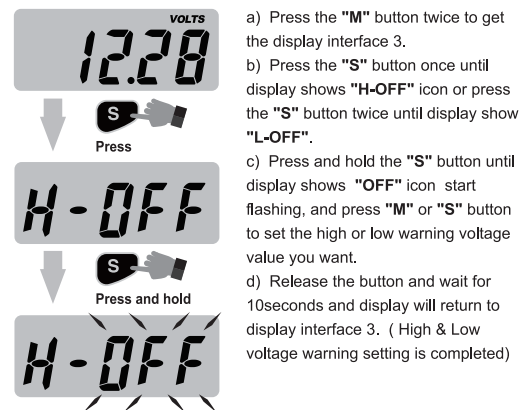 VOLTS
12.28
S
Press
H-OFF
S
Press and hold
H-OFF
a) Press the "M" button twice to get
the display interface 3.
b) Press the "S" button once until
display shows "H-OFF" icon or press
the "S" button twice until display show
"L-OFF".
c) Press and hold the "S" button until
display shows "OFF" icon start
flashing, and press "M" or "S" button
to set the high or low warning voltage
value you want.
d) Release the button and wait for
10seconds and display will return to
display interface 3. ( High & Low
voltage warning setting is completed)